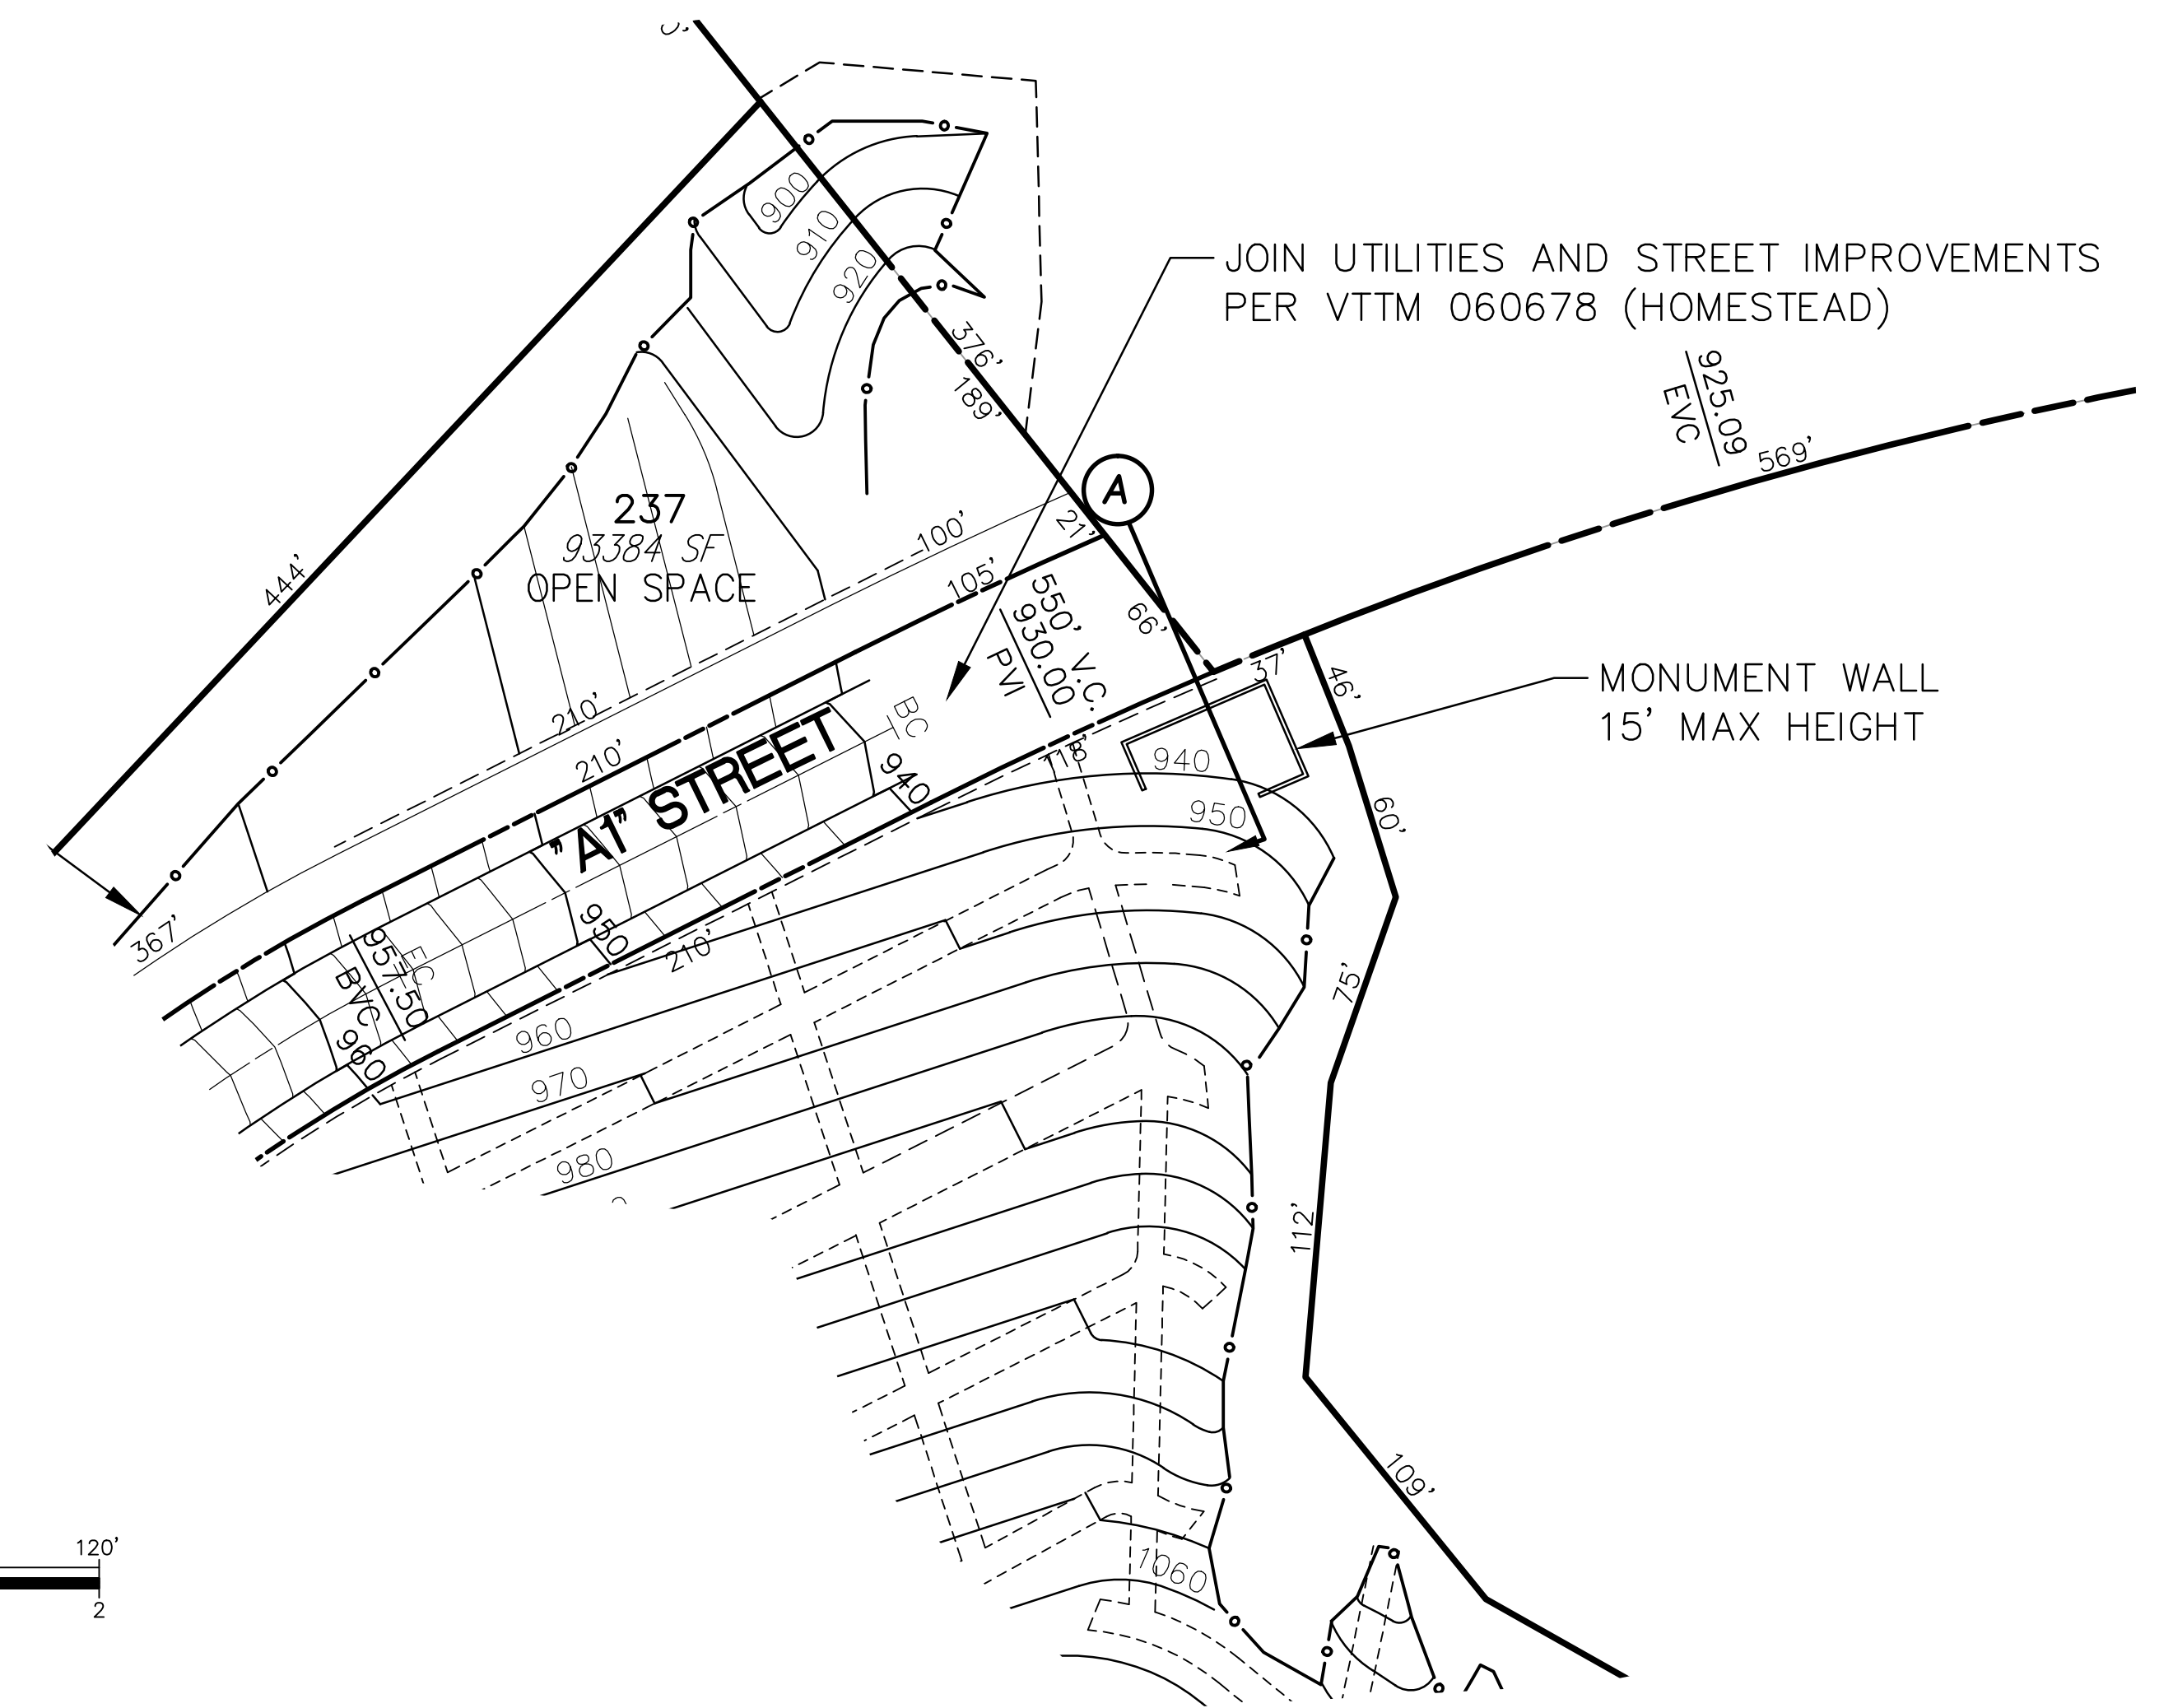 900
910
920
376'
189'
JOIN UTILITIES AND STREET IMPROVEMENTS
PER VTTM 060678 (HOMESTEAD)
925.09
EVC
569'
A
237
9384 SF
OPEN SPACE
444'
100'
21'
105'
550' V.C.
930.00
PVI
66'
37'
46'
MONUMENT WALL
15' MAX HEIGHT
210'
210'
BC
"A1" STREET
940
118'
940
950
60'
367'
957.50
BVC
EC
950
210'
960
960
970
980
75'
112'
109'
1060
120'
2